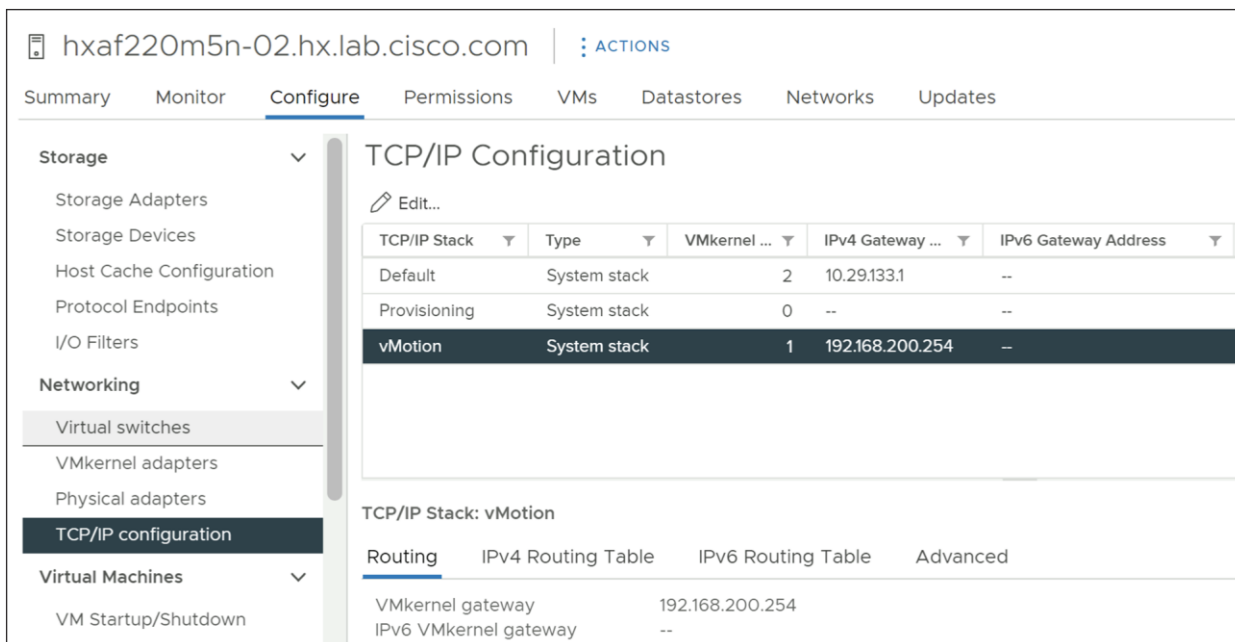 hxaf220m5n-02.hx.lab.cisco.com ACTIONS
Summary Monitor Configure Permissions VMs Datastores Networks Updates
Storage
Storage Adapters
Storage Devices
Host Cache Configuration
Protocol Endpoints
I/O Filters
Networking
Virtual switches
VMkernel adapters
Physical adapters
TCP/IP configuration
Virtual Machines
VM Startup/Shutdown
TCP/IP Configuration
Edit...
TCP/IP Stack Type VMkernel ... IPv4 Gateway ... IPv6 Gateway Address
Default System stack 2 10.29.133.1 --
Provisioning System stack 0 -- --
vMotion System stack 1 192.168.200.254 --
TCP/IP Stack: vMotion
Routing IPv4 Routing Table IPv6 Routing Table Advanced
VMkernel gateway 192.168.200.254
IPv6 VMkernel gateway --